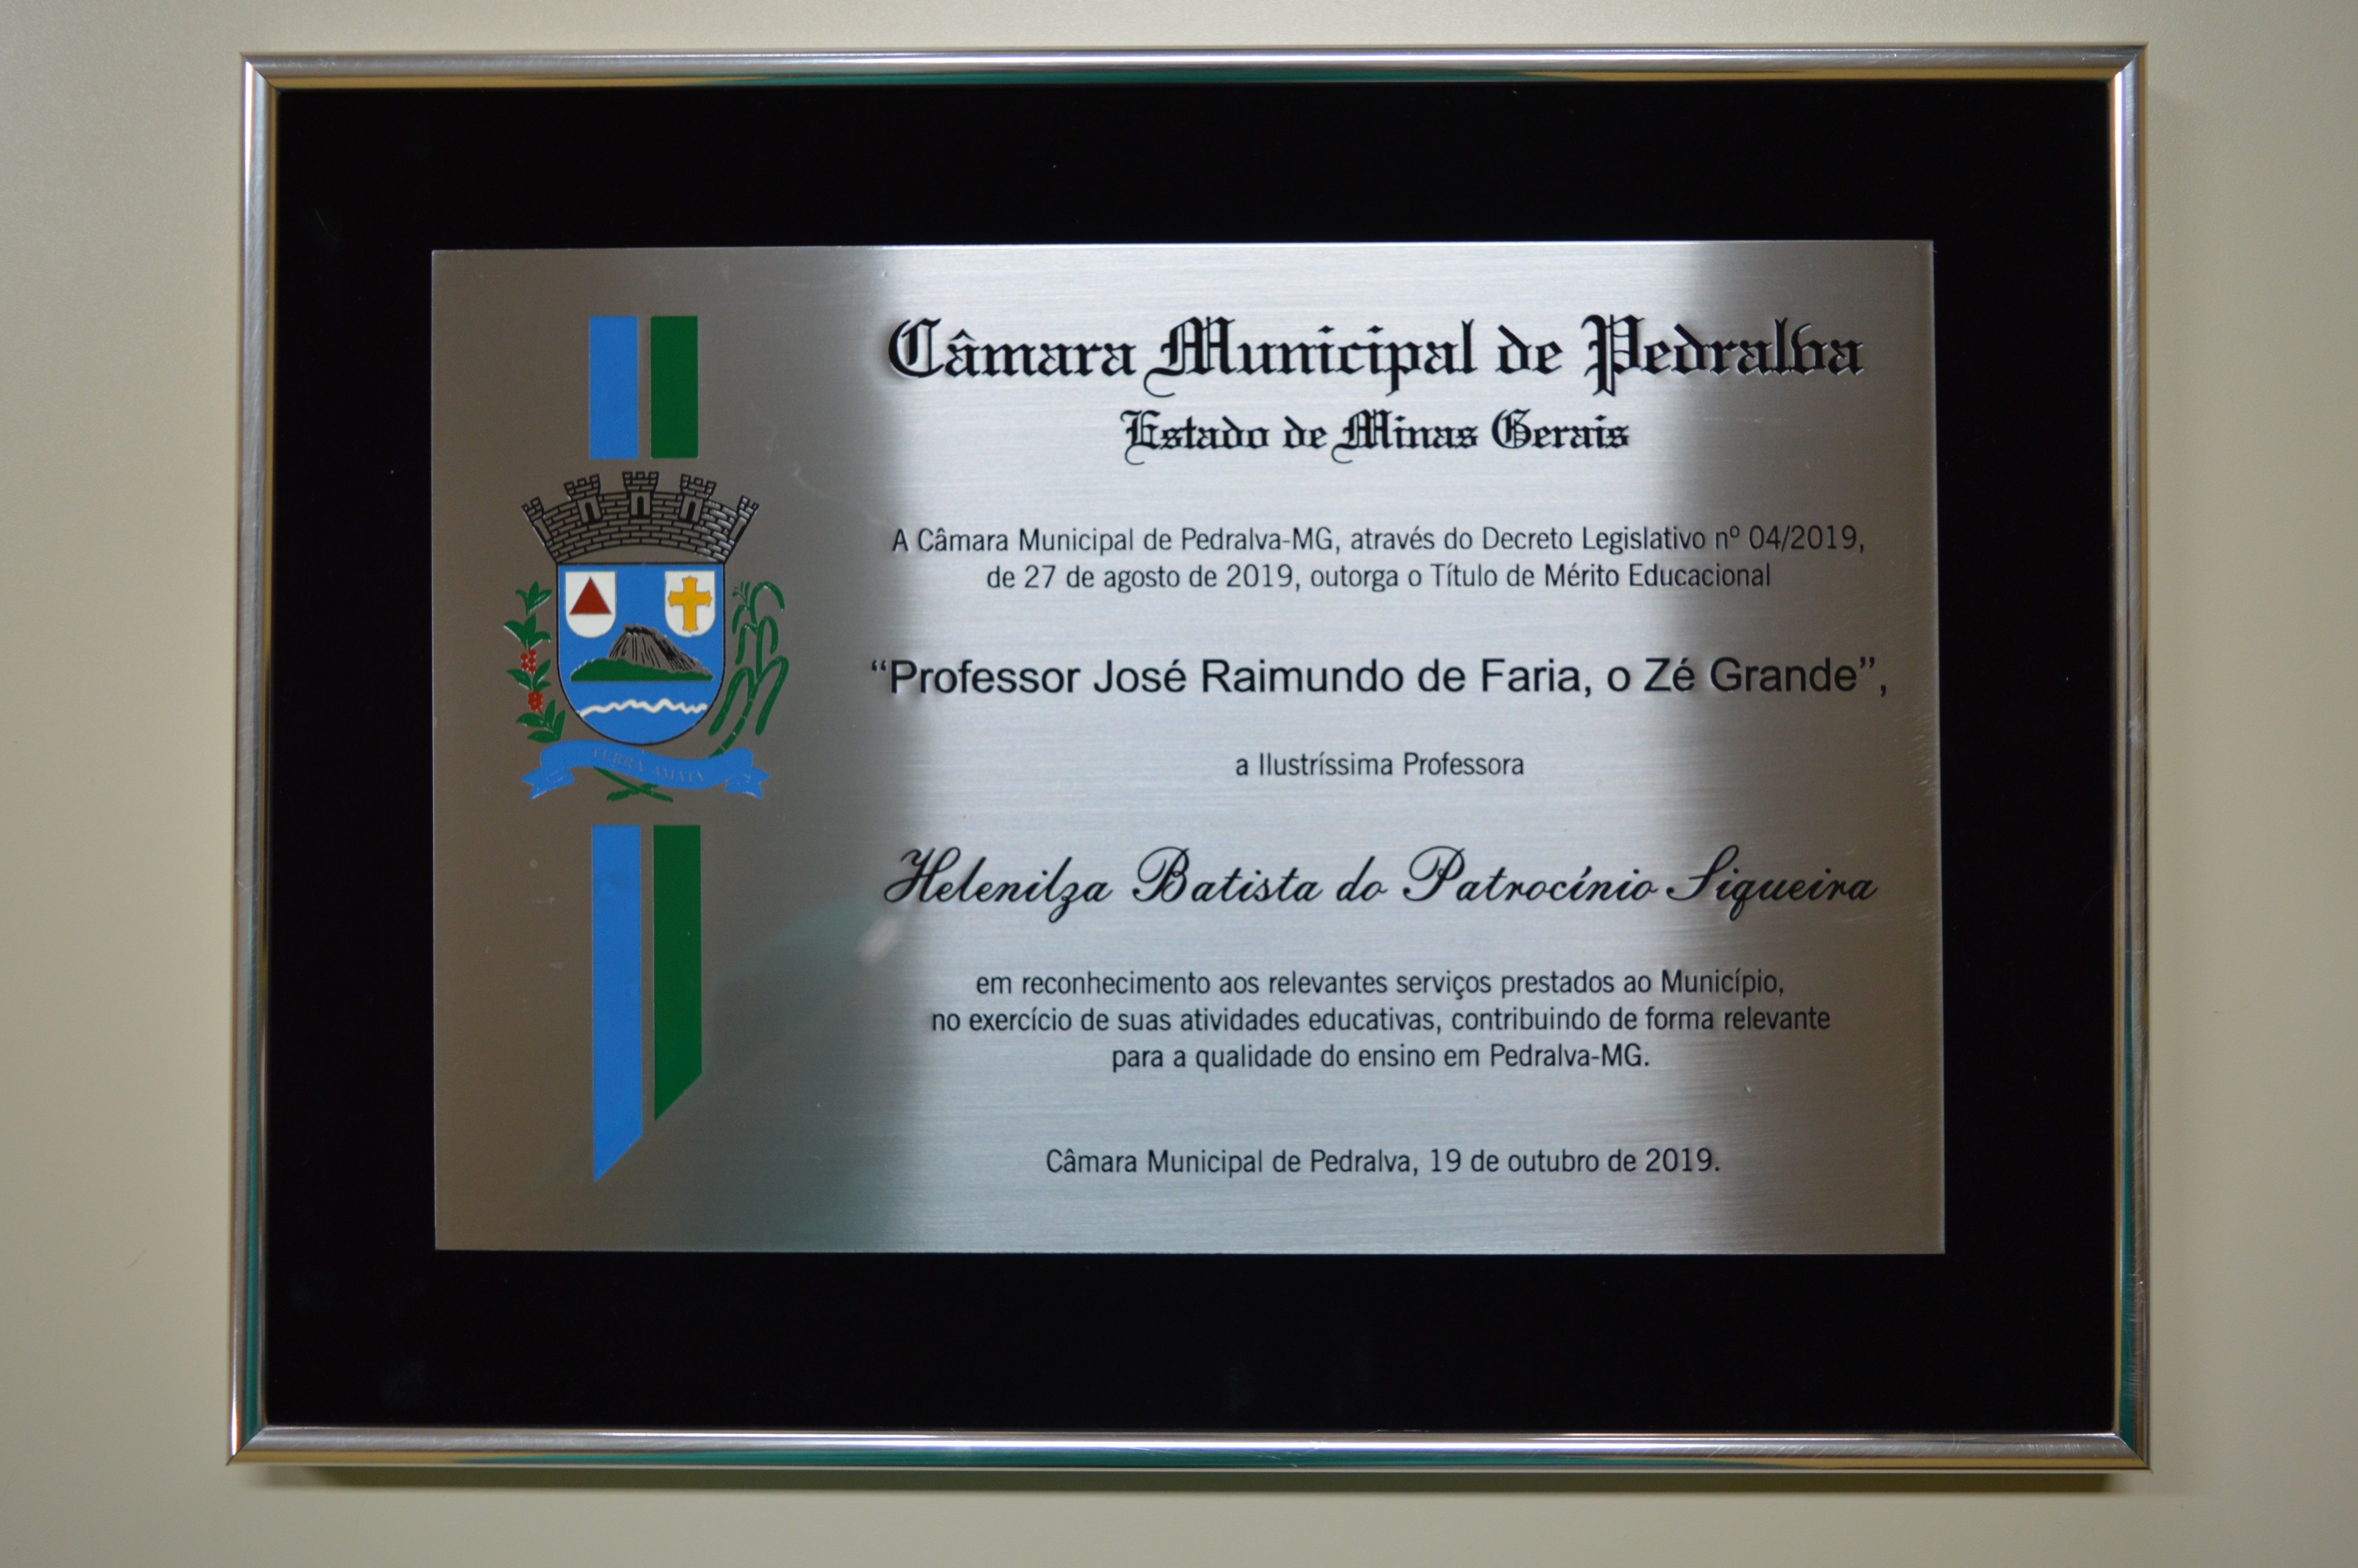 Câmara Municipal de Pedralva
Estado de Minas Gerais
A Câmara Municipal de Pedralva-MG, através do Decreto Legislativo nº 04/2019,
de 27 de agosto de 2019, outorga o Título de Mérito Educacional
“Professor José Raimundo de Faria, o Zé Grande”,
a Ilustríssima Professora
Helenilza Batista do Patrocínio Siqueira
em reconhecimento aos relevantes serviços prestados ao Município,
no exercício de suas atividades educativas, contribuindo de forma relevante
para a qualidade do ensino em Pedralva-MG.
Câmara Municipal de Pedralva, 19 de outubro de 2019.
TERRA AMATA